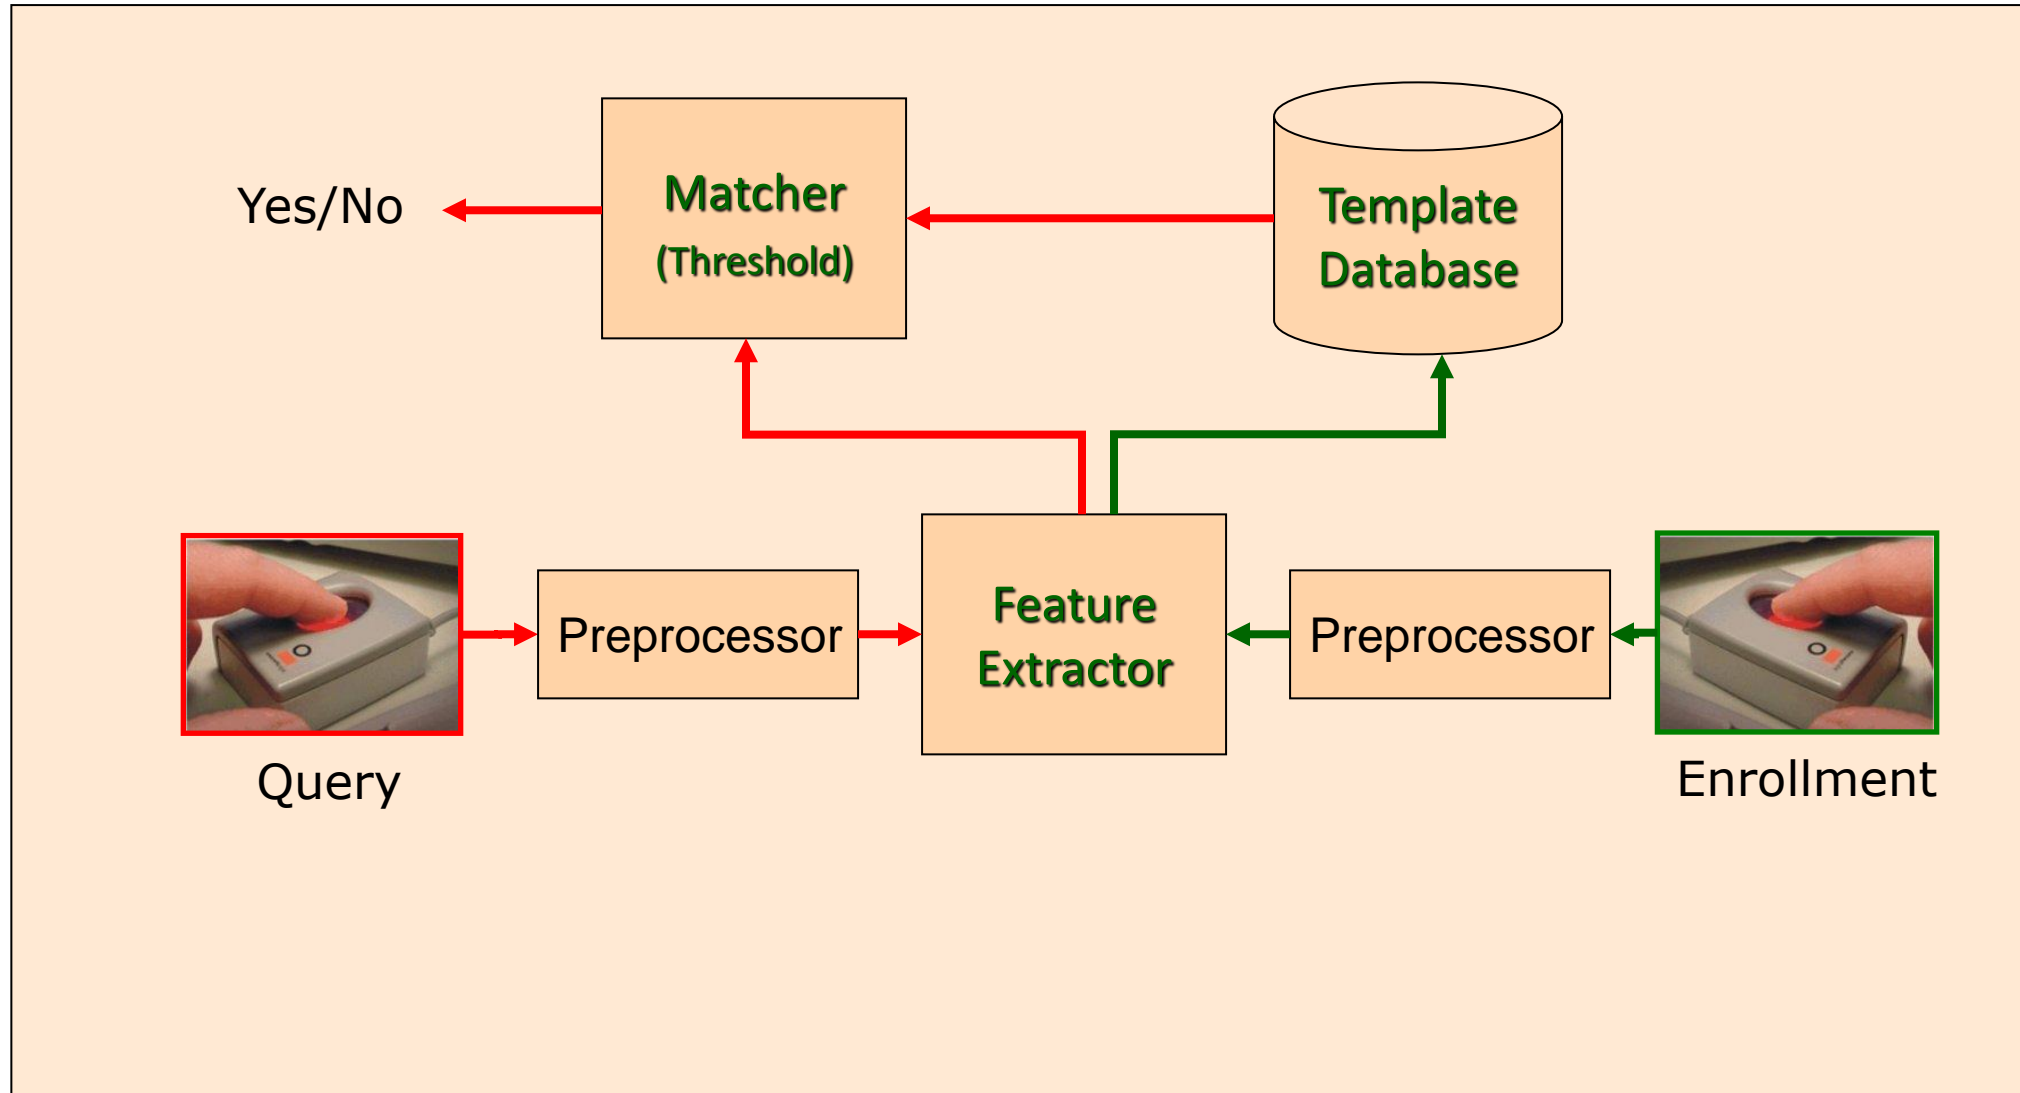 Yes/No
Matcher
(Threshold)
Template
Database
Preprocessor
Feature
Extractor
Preprocessor
Query
Enrollment